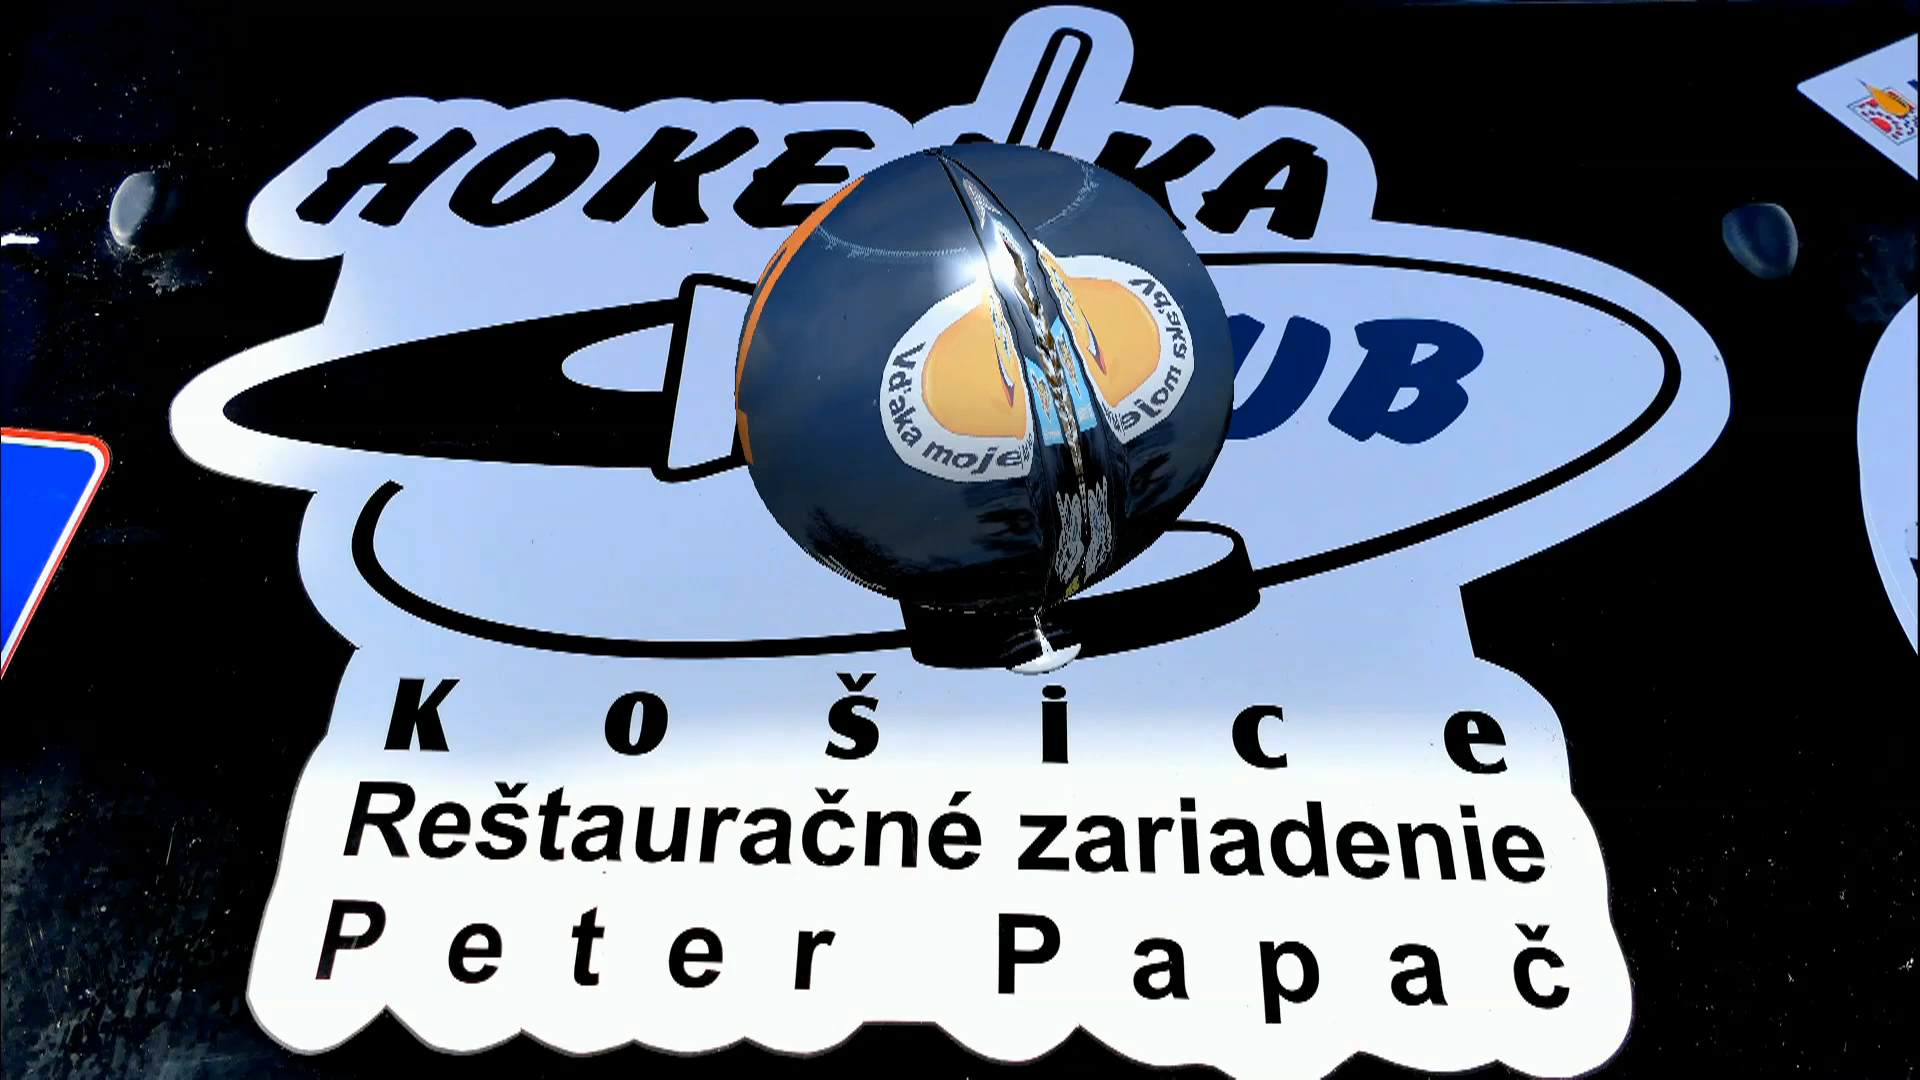 HOKE KA
UB
Vďaka moje
Košice
Reštauračné zariadenie
Peter Papač